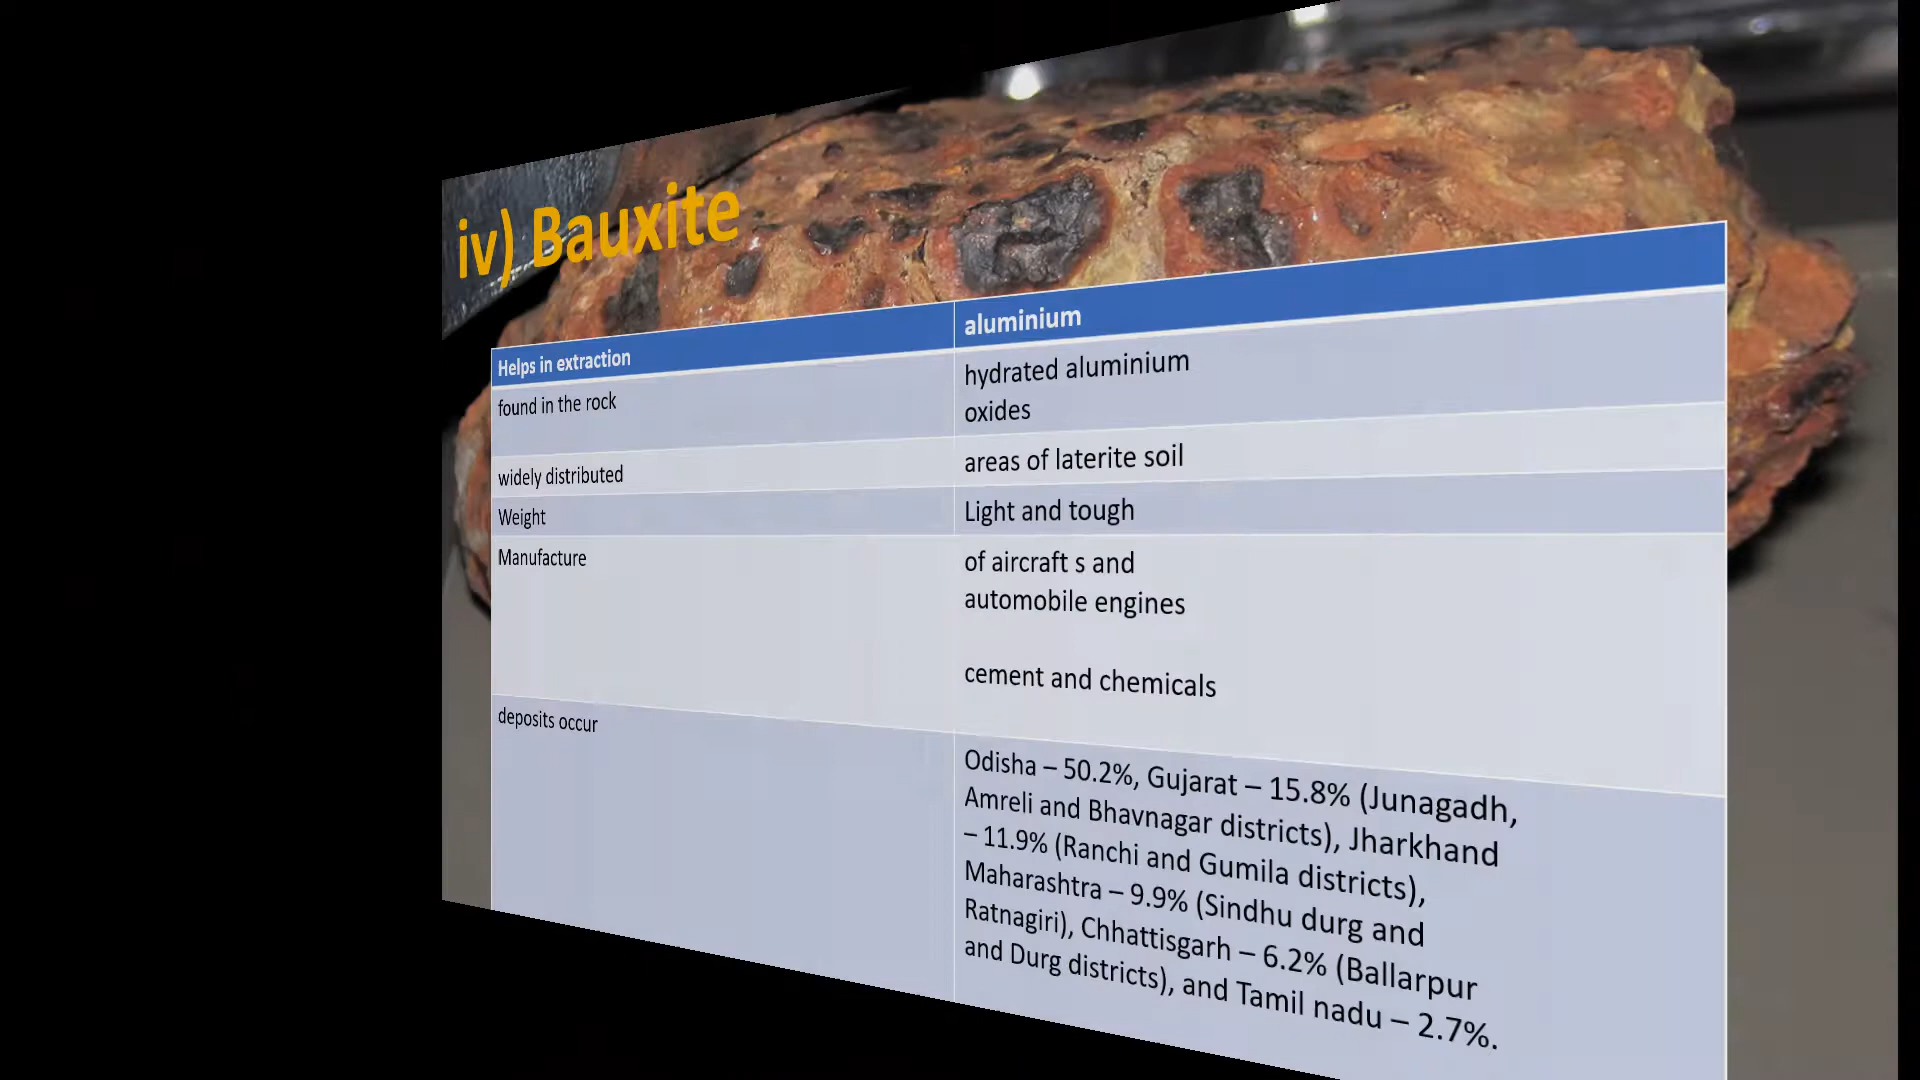 iv) Bauxite
Helps in extraction
aluminium
found in the rock
hydrated aluminium
oxides
widely distributed
areas of laterite soil
Weight
Light and tough
Manufacture
of aircraft s and
automobile engines
cement and chemicals
deposits occur
Odisha – 50.2%, Gujarat – 15.8% (Junagadh,
Amreli and Bhavnagar districts), Jharkhand
– 11.9% (Ranchi and Gumila districts),
Maharashtra – 9.9% (Sindhu durg and
Ratnagiri), Chhattisgarh – 6.2% (Ballarpur
and Durg districts), and Tamil nadu – 2.7%.